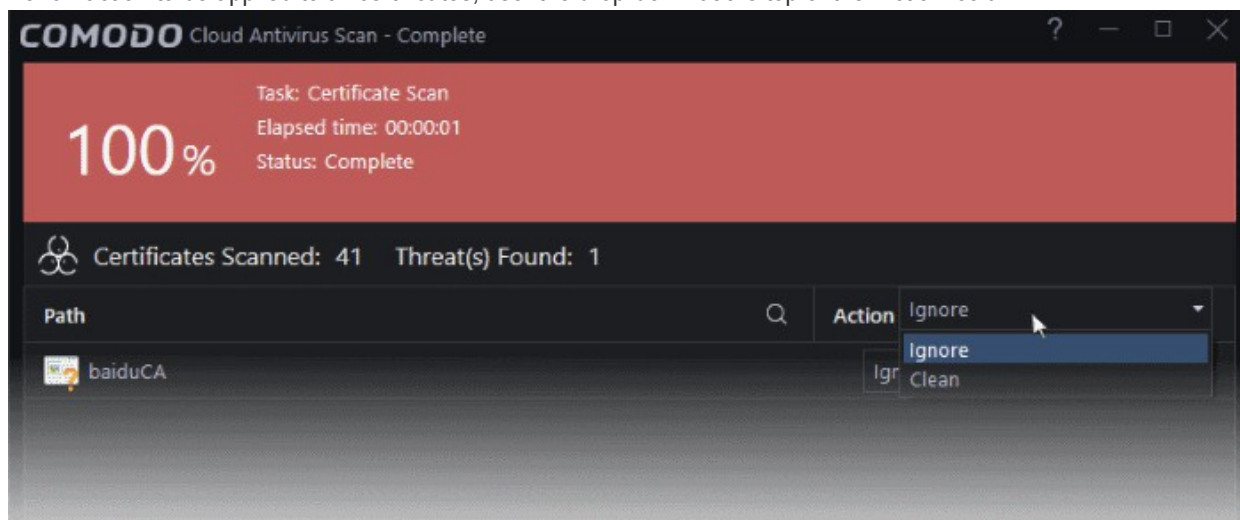 COMODO Cloud Antivirus Scan - Complete
?
100 %
Task: Certificate Scan
Elapsed time: 00:00:01
Status: Complete
Certificates Scanned: 41 Threat(s) Found: 1
Path Action Ignore
Ignore
baiduCA Igr
Clean